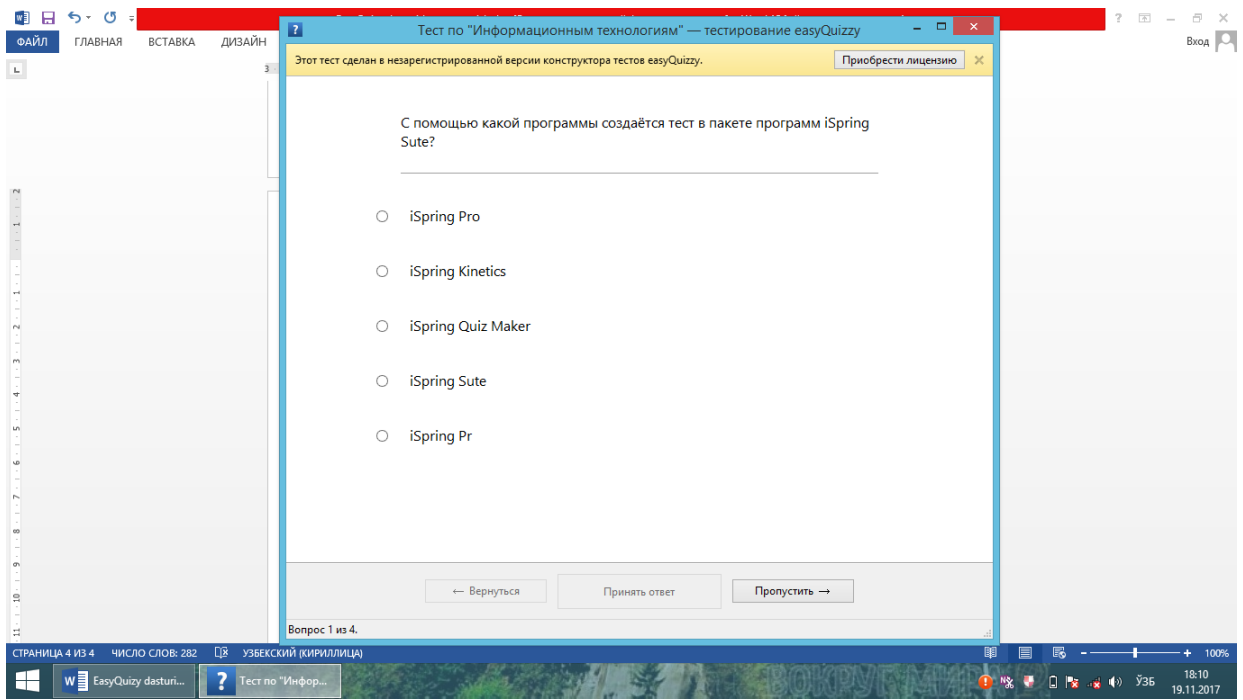 Тест по "Информационным технологиям" — тестирование easyQuizzy
ФАЙЛ ГЛАВНАЯ ВСТАВКА ДИЗАЙН
Вход
Этот тест сделан в незарегистрированной версии конструктора тестов easyQuizzy. Приобрести лицензию
С помощью какой программы создаётся тест в пакете программ iSpring
Sute?
iSpring Pro
iSpring Kinetics
iSpring Quiz Maker
iSpring Sute
iSpring Pr
← Вернуться Принять ответ Пропустить →
Вопрос 1 из 4.
СТРАНИЦА 4 ИЗ 4 ЧИСЛО СЛОВ: 282 УЗБЕКСКИЙ (КИРИЛЛИЦА) 100%
EasyQuizy dasturi... Тест по "Инфор... ЎЗБ 18:10
19.11.2017